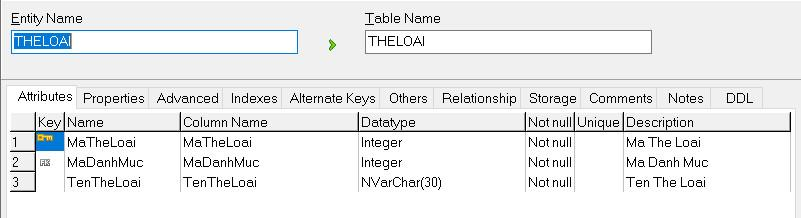 Entity Name Table Name
THELOAI THELOAI
Attributes Properties Advanced Indexes Alternate Keys Others Relationship Storage Comments Notes DDL
Key Name Column Name Datatype Not null Unique Description
1 MaTheLoai MaTheLoai Integer Not null Ma The Loai
2 FK MaDanhMuc MaDanhMuc Integer Not null Ma Danh Muc
3 TenTheLoai TenTheLoai NVarChar(30) Not null Ten The Loai